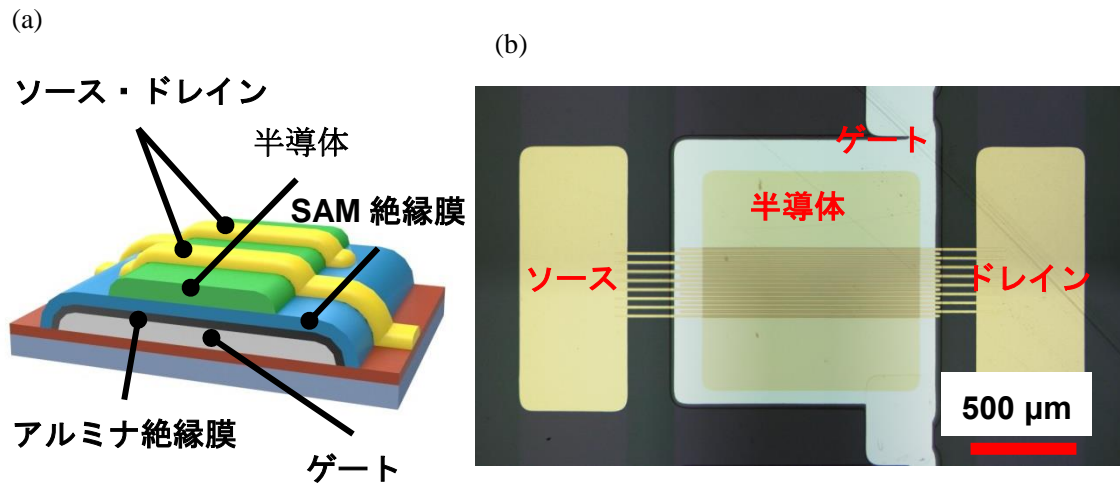 (a)
ソース・ドレイン
半導体
SAM 絶縁膜
アルミナ絶縁膜
ゲート
(b)
ゲート
半導体
ソース
ドレイン
500 µm